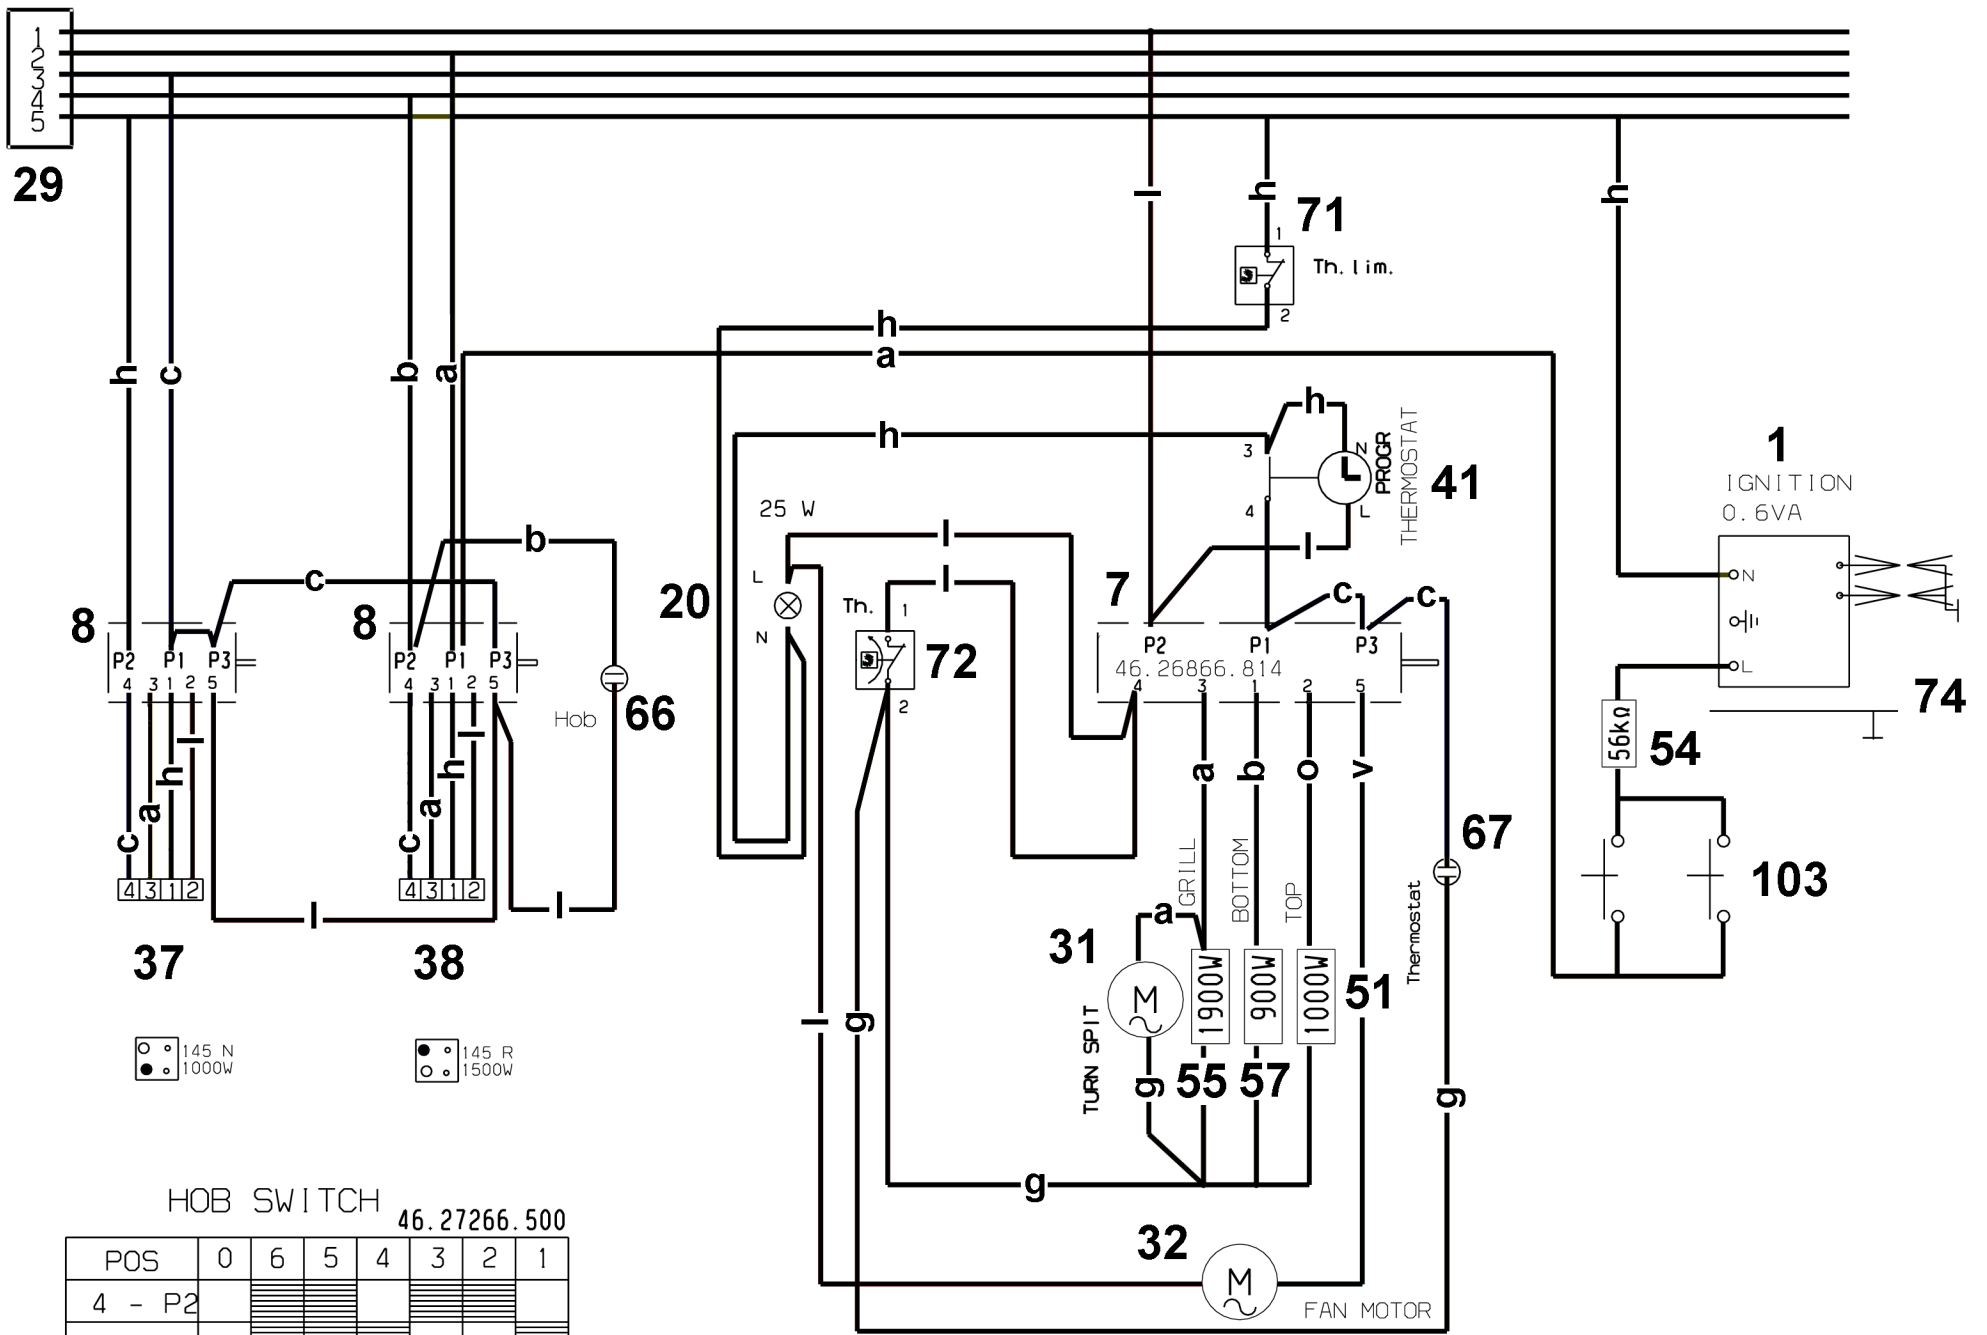 1
2
3
4
5
29
h
c
b
a
l
h
71
1
Th. lim.
2
h
h
a
h
h
3
N
PROGR
THERMOSTAT
41
4
L
l
1
IGNITION
0.6VA
N
L
74
25 W
L
N
20
l
l
b
c
8
P2 P1 P3
4 3 1 2 5
8
P2 P1 P3
4 3 1 2 5
Hob
66
Th.
1
72
2
7
c
c
P2 P1 P3
46.26866.814
4 3 1 2 5
56kΩ
54
l
h
a
c
l
h
a
c
a
b
o
v
4 3 1 2
4 3 1 2
l
l
37
38
67
Thermostat
103
GRILL
BOTTOM
TOP
a
31
M
TURN SPIT
g
1900W
900W
1000W
51
55
57
l
g
g
g
145 N
1000W
145 R
1500W
32
M
FAN MOTOR
HOB SWITCH
46.27266.500
POS 0 6 5 4 3 2 1
4 - P2